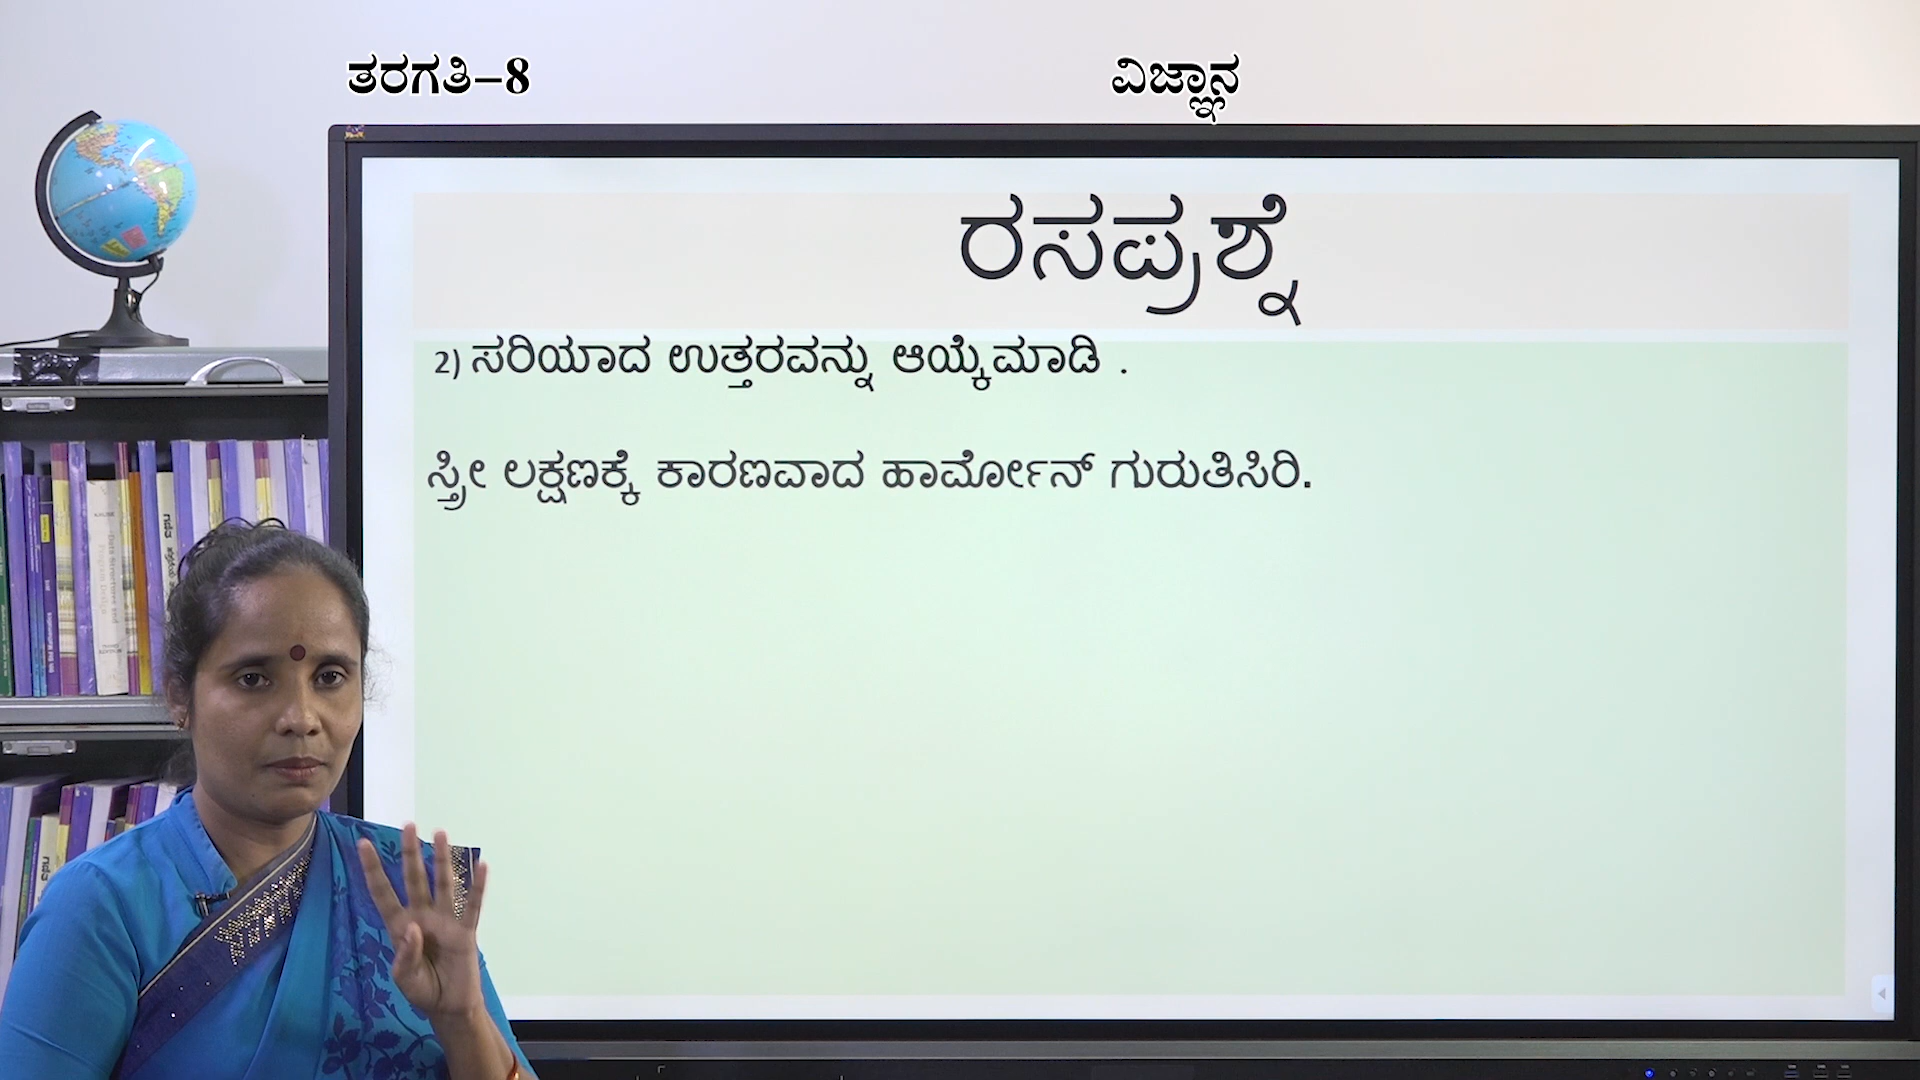 ತರಗತಿ–8
ವಿಜ್ಞಾನ
ರಸಪ್ರಶ್ನೆ
2) ಸರಿಯಾದ ಉತ್ತರವನ್ನು ಆಯ್ಕೆಮಾಡಿ .
ಸ್ತ್ರೀ ಲಕ್ಷಣಕ್ಕೆ ಕಾರಣವಾದ ಹಾರ್ಮೋನ್ ಗುರುತಿಸಿರಿ.